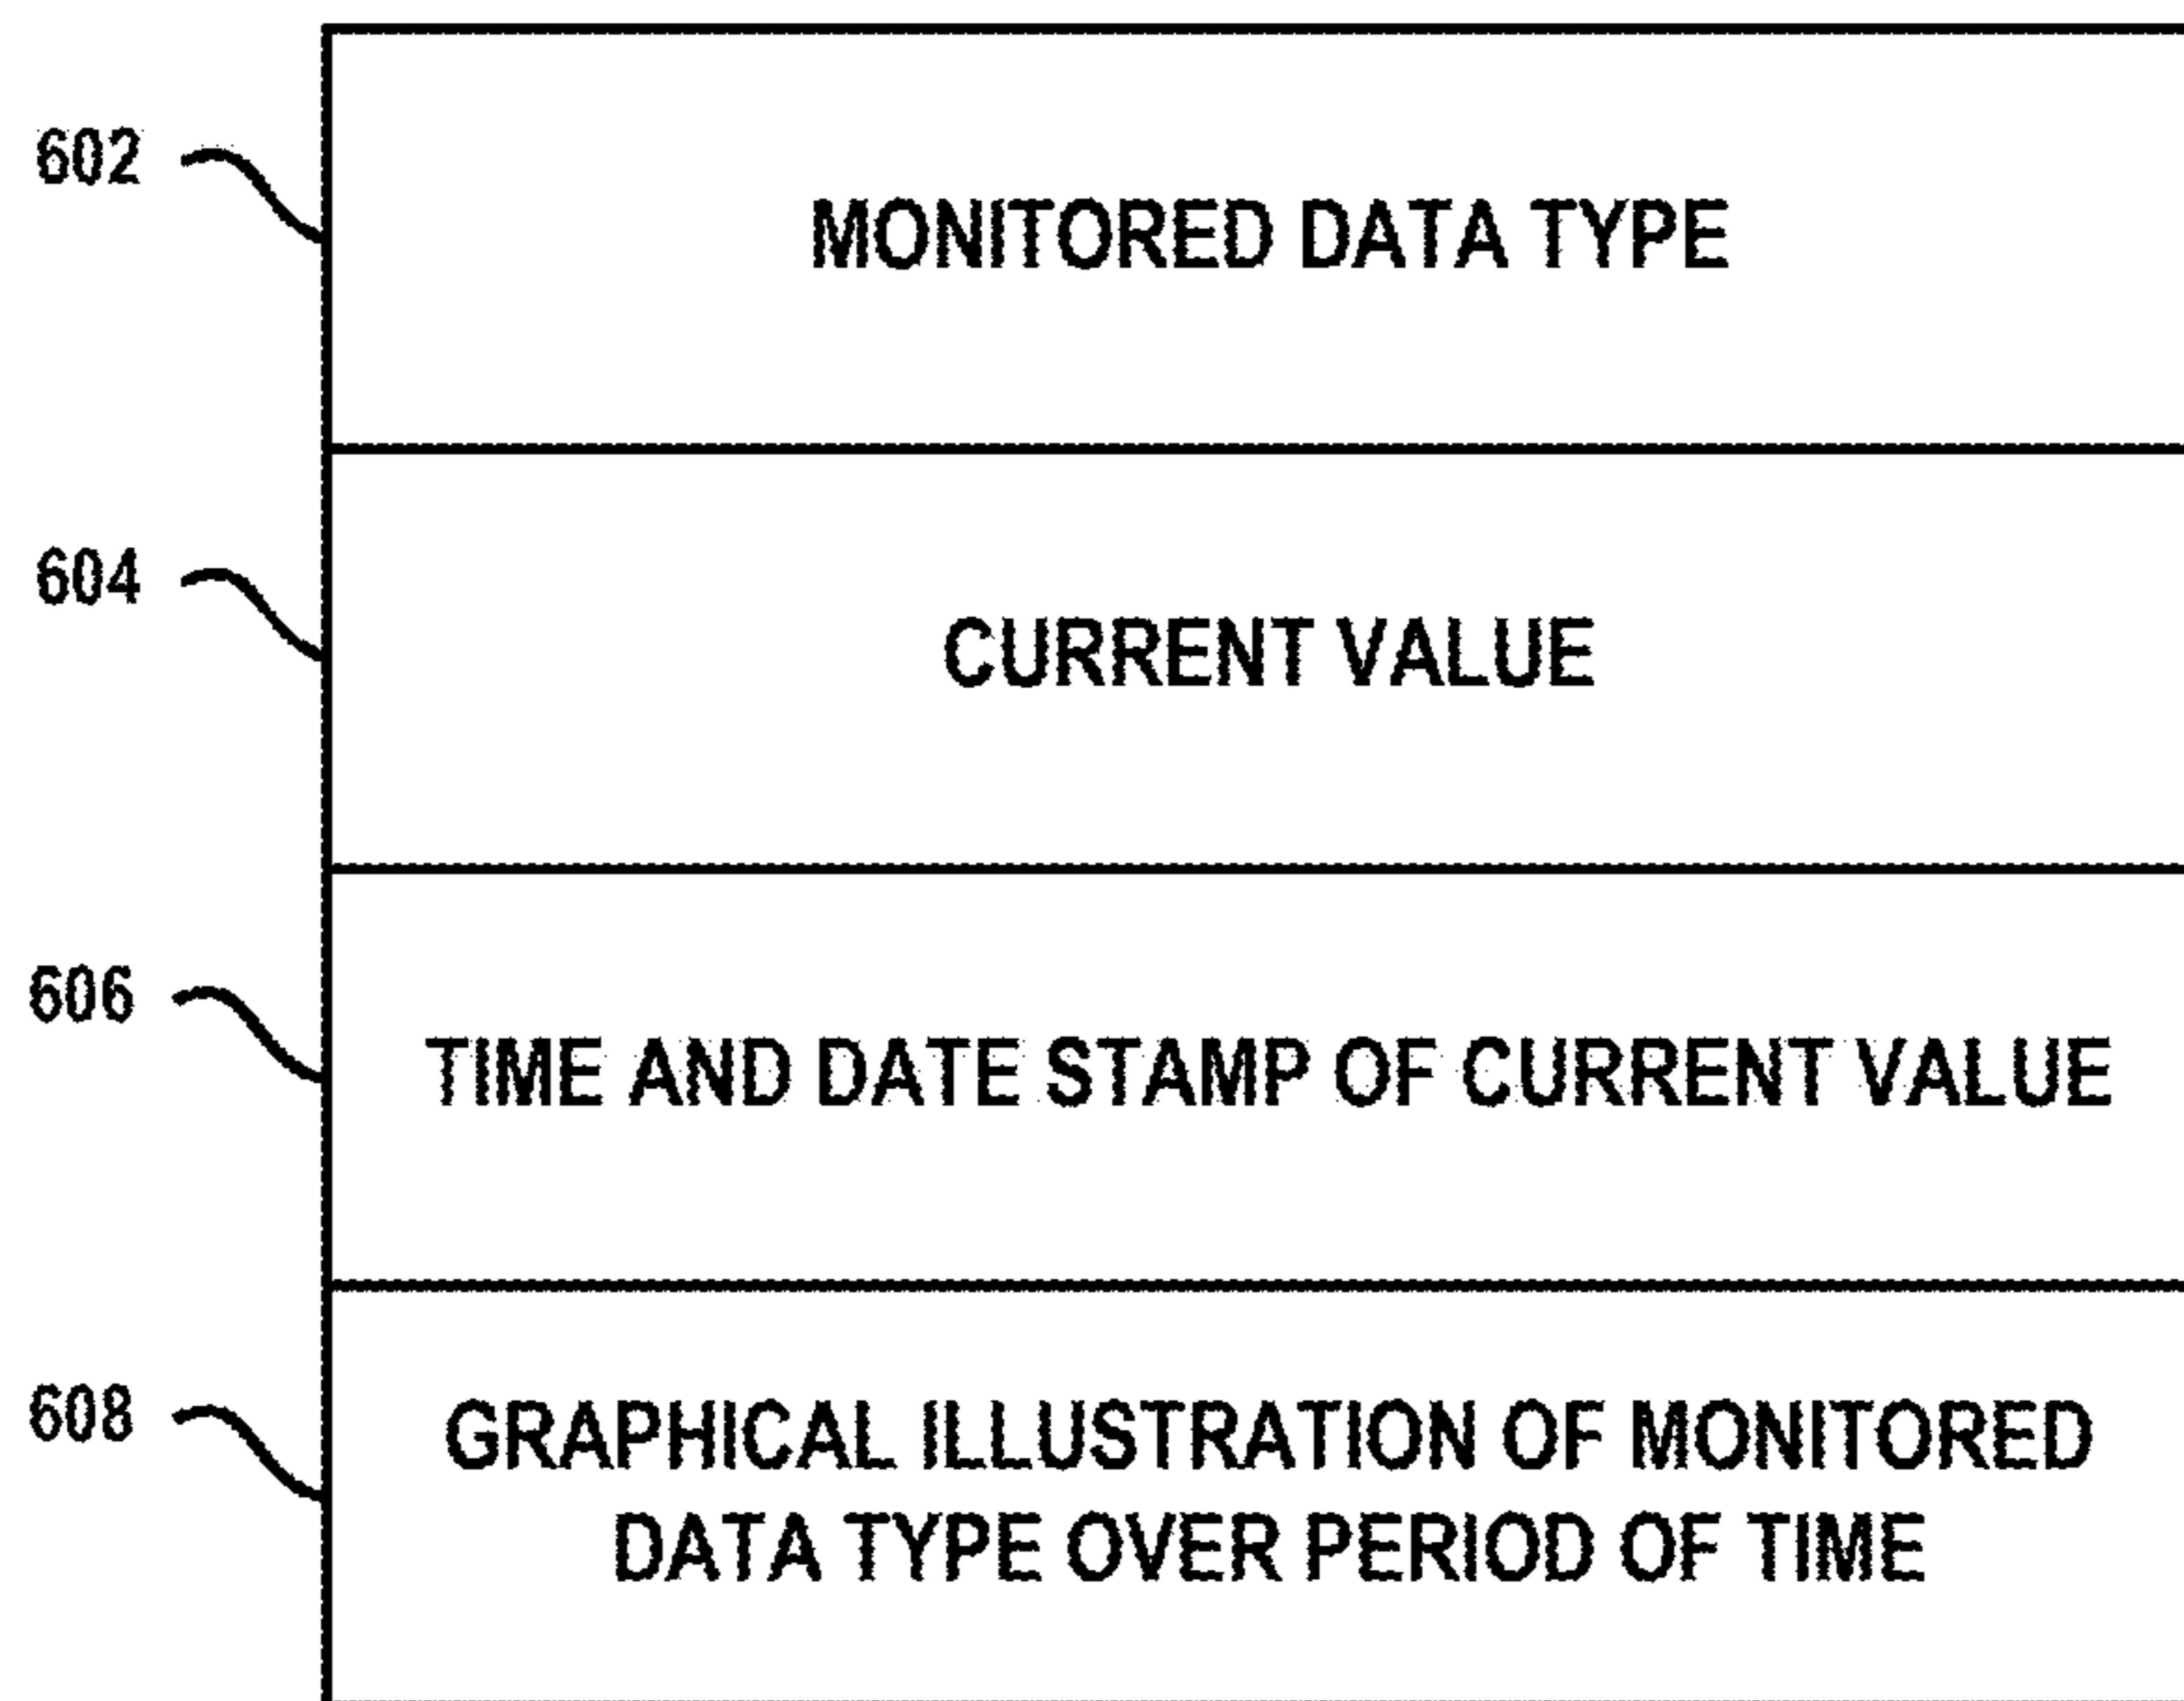 602
MONITORED DATA TYPE
604
CURRENT VALUE
606
TIME AND DATE STAMP OF CURRENT VALUE
608
GRAPHICAL ILLUSTRATION OF MONITORED
DATA TYPE OVER PERIOD OF TIME